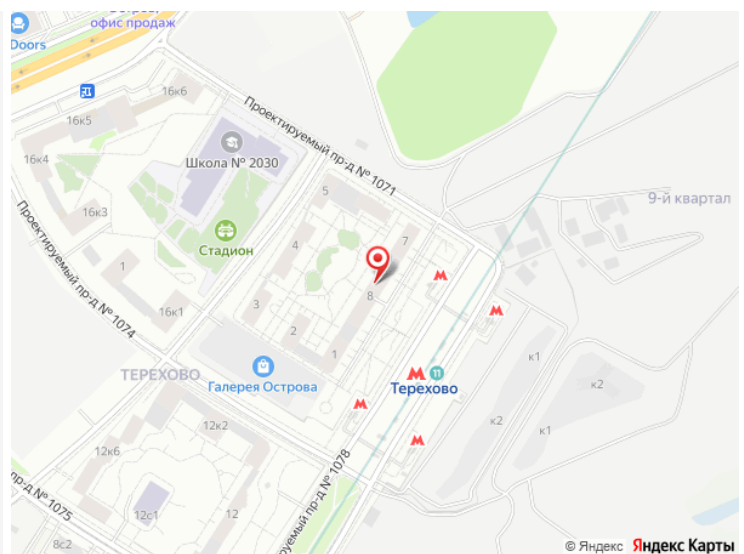 офис продаж
Doors
16к6
16к5
16к4
16к3
Школа № 2030
Стадион
Проектируемый пр-д № 1071
9-й квартал
5
7
4
8
3
2
1
1
16к1
Проектируемый пр-д № 1074
ТЕРЕХОВО
Галерея Острова
11
Терехово
к1
к2
к2
к1
12к2
12к6
12с1
12
8с2
пр-д № 1075
Проектируемый пр-д № 1078
© Яндекс Яндекс Карты